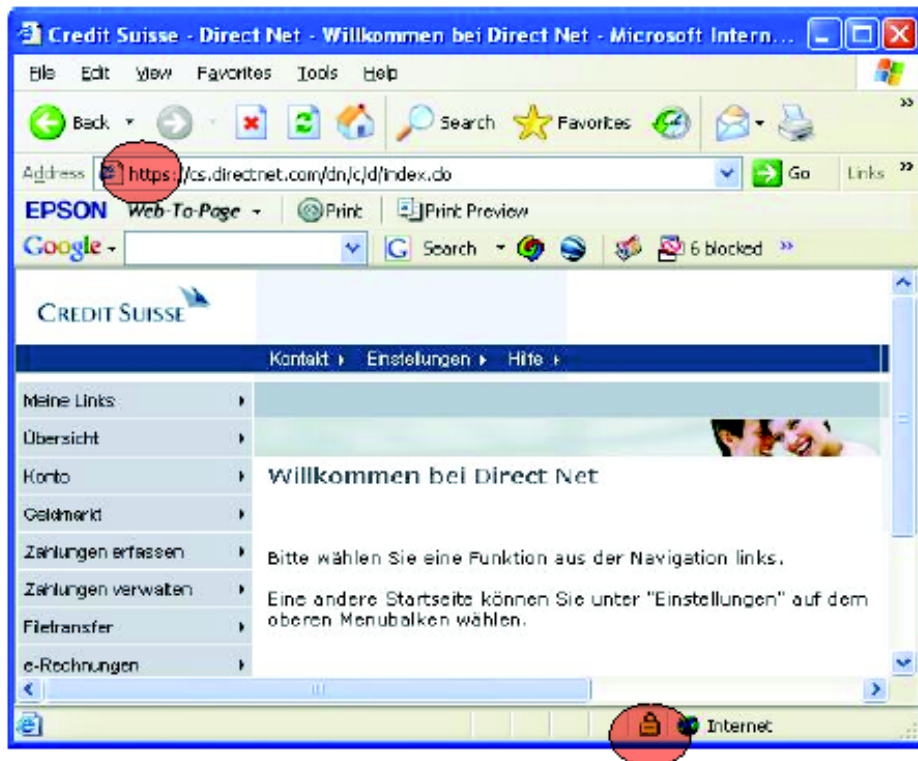 Credit Suisse - Direct Net - Willkommen bei Direct Net - Microsoft Intern...
File Edit View Favorites Tools Help
Back Search Favorites »
Address https://cs.directnet.com/dn/c/d/index.do Go Links »
EPSON Web-To-Page Print Print Preview
Google G Search 6 blocked »
CREDIT SUISSE
Kontakt Einstellungen Hilfe
Meine Links
Übersicht
Konto
Willkommen bei Direct Net
Geldmarkt
Zahlungen erfassen
Bitte wählen Sie eine Funktion aus der Navigation links.
Zahlungen verwalten
Eine andere Startseite können Sie unter "Einstellungen" auf dem
oberen Menubalken wählen.
Filetransfer
e-Rechnungen
Internet